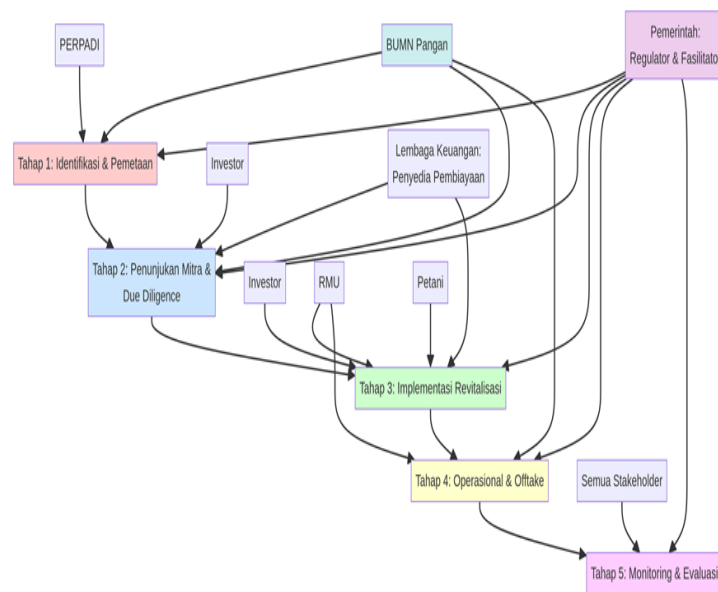 PERPADI
BUMN Pangan
Pemerintah:
Regulator & Fasilitato
Tahap 1: Identifikasi & Pemetaan
Investor
Lembaga Keuangan:
Penyedia Pembiayaan
Tahap 2: Penunjukan Mitra &
Due Diligence
Investor
RMU
Petani
Tahap 3: Implementasi Revitalisasi
Tahap 4: Operasional & Offtake
Semua Stakeholder
Tahap 5: Monitoring & Evaluasi